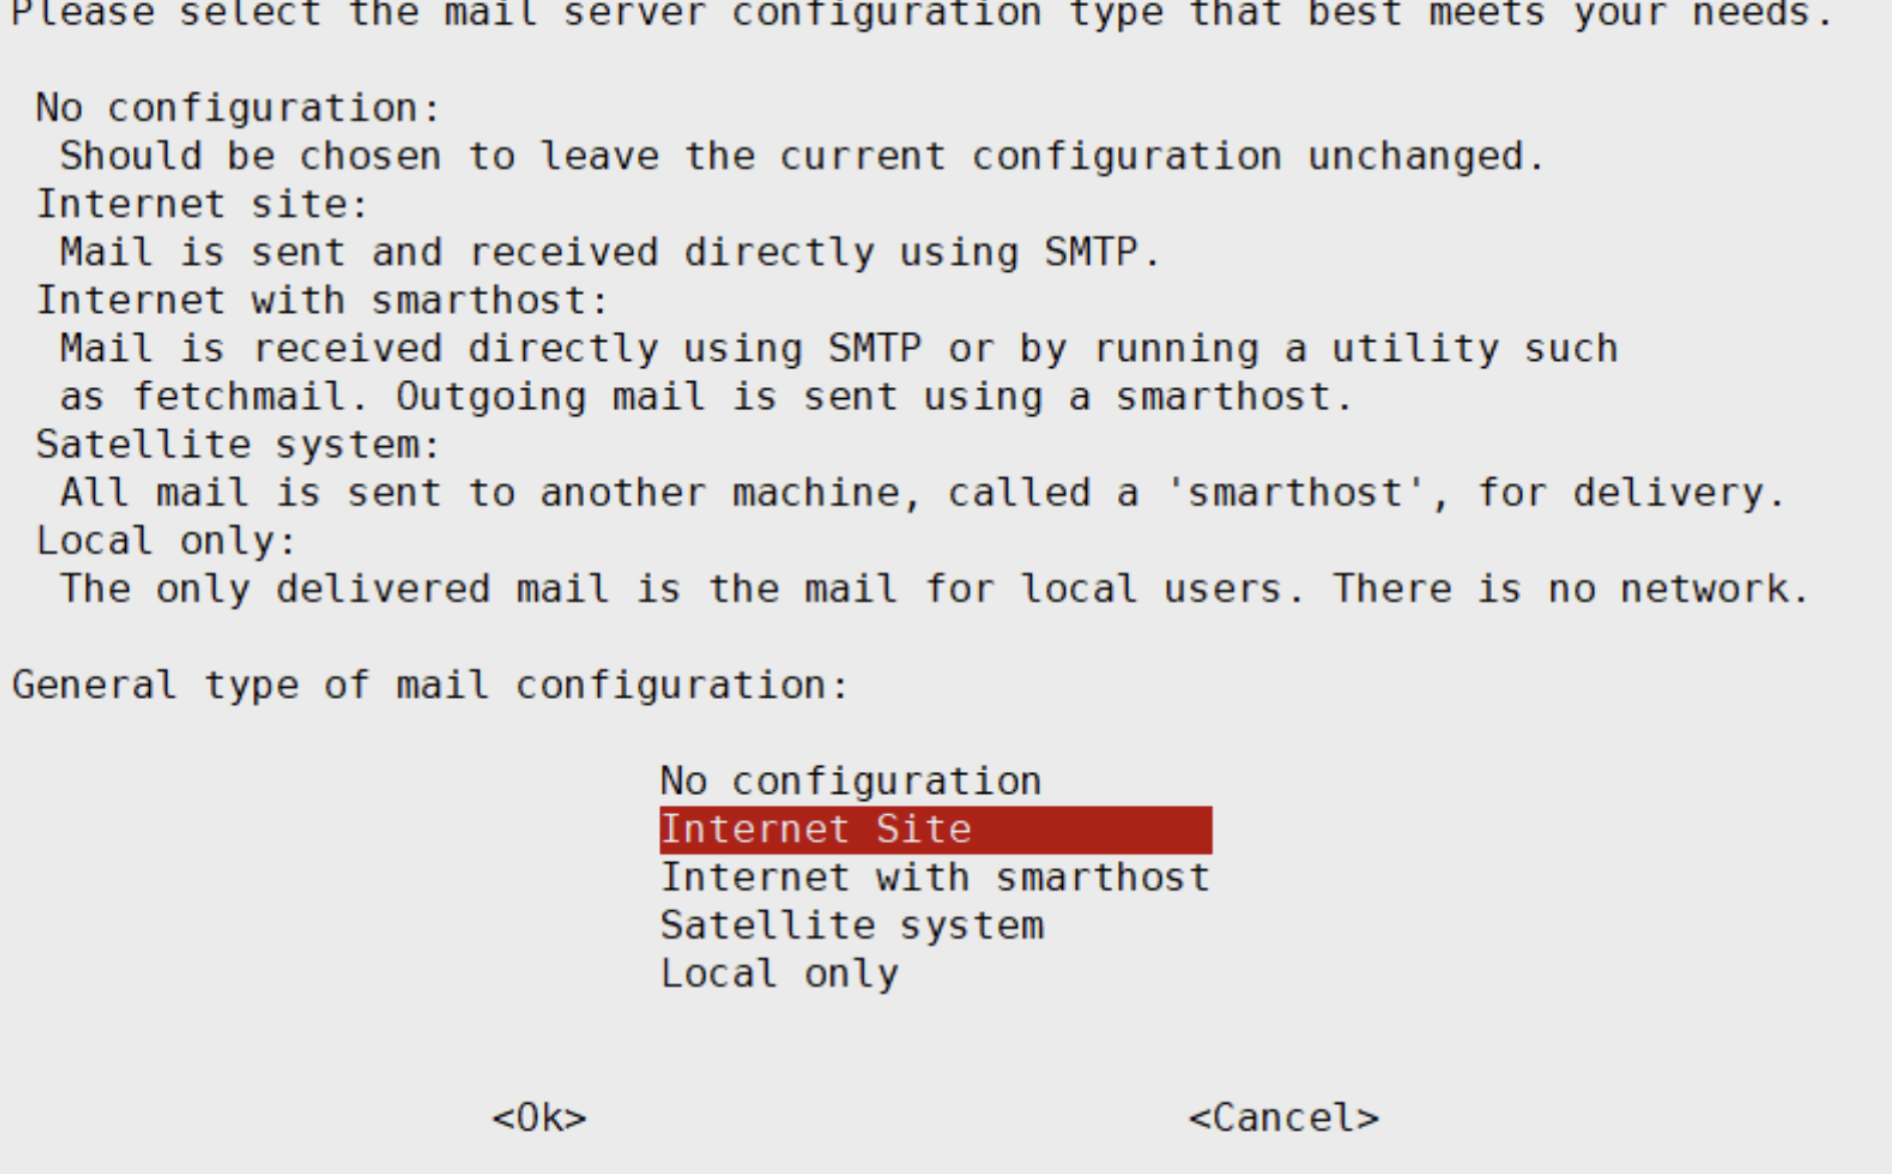 Please select the mail server configuration type that best meets your needs.
No configuration:
Should be chosen to leave the current configuration unchanged.
Internet site:
Mail is sent and received directly using SMTP.
Internet with smarthost:
Mail is received directly using SMTP or by running a utility such
as fetchmail. Outgoing mail is sent using a smarthost.
Satellite system:
All mail is sent to another machine, called a 'smarthost', for delivery.
Local only:
The only delivered mail is the mail for local users. There is no network.
General type of mail configuration:
No configuration
Internet Site
Internet with smarthost
Satellite system
Local only
<Ok> <Cancel>